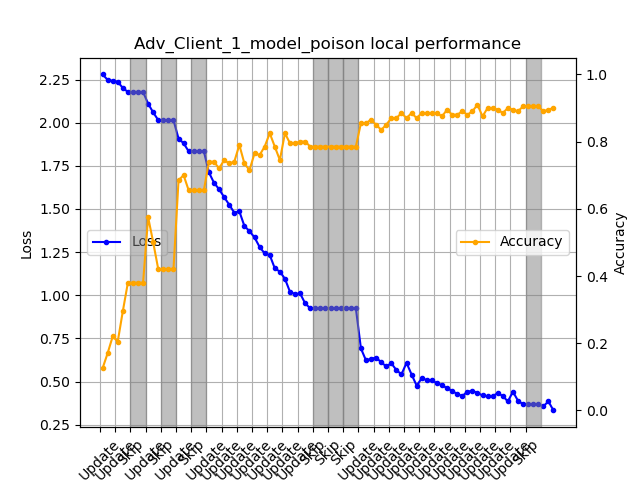 Adv_Client_1_model_poison local performance
2.25
2.00
1.75
1.50
1.25
1.00
0.75
0.50
0.25
Loss
Loss
Accuracy
1.0
0.8
0.6
0.4
0.2
0.0
Accuracy
Update
Update
Skip
Update
Skip
Update
Skip
Update
Update
Update
Update
Update
Update
Update
Skip
Skip
Skip
Update
Update
Update
Update
Update
Update
Update
Update
Update
Update
Update
Skip